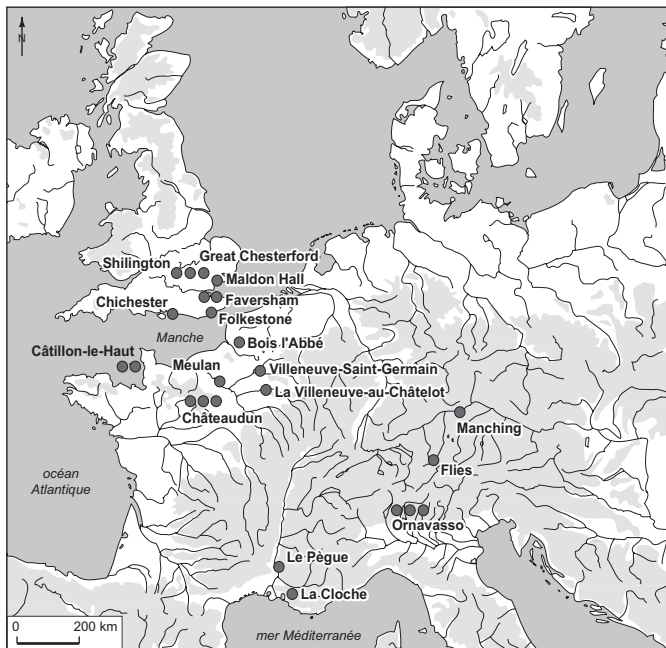 N
Great Chesterford
Shilington
Maldon Hall
Chichester
Faversham
Folkestone
Manche
Bois l'Abbé
Câtillon-le-Haut
Meulan
Villeneuve-Saint-Germain
La Villeneuve-au-Châtelot
Châteaudun
Manching
Flies
océan
Atlantique
Ornavasso
Le Pègue
La Cloche
0 200 km
mer Méditerranée